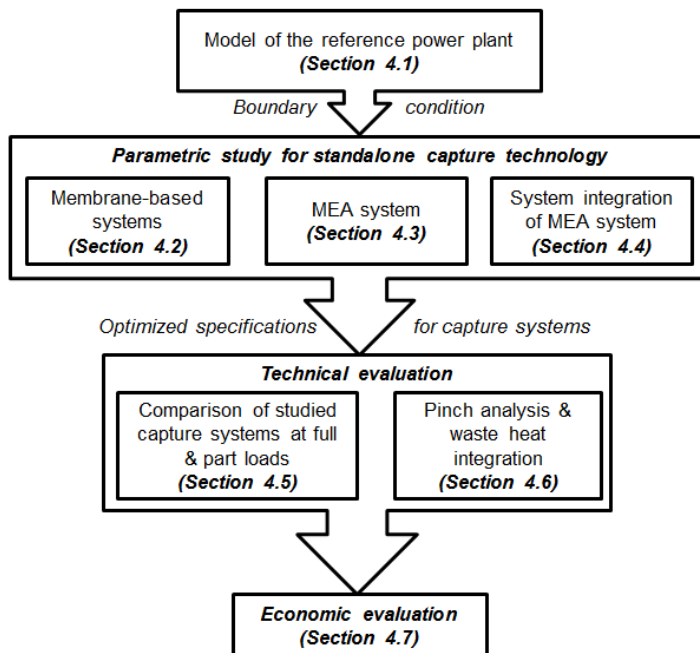 Model of the reference power plant
(Section 4.1)
Boundary condition
Parametric study for standalone capture technology
Membrane-based
systems
(Section 4.2)
MEA system
(Section 4.3)
System integration
of MEA system
(Section 4.4)
Optimized specifications for capture systems
Technical evaluation
Comparison of studied
capture systems at full
& part loads
(Section 4.5)
Pinch analysis &
waste heat
integration
(Section 4.6)
Economic evaluation
(Section 4.7)